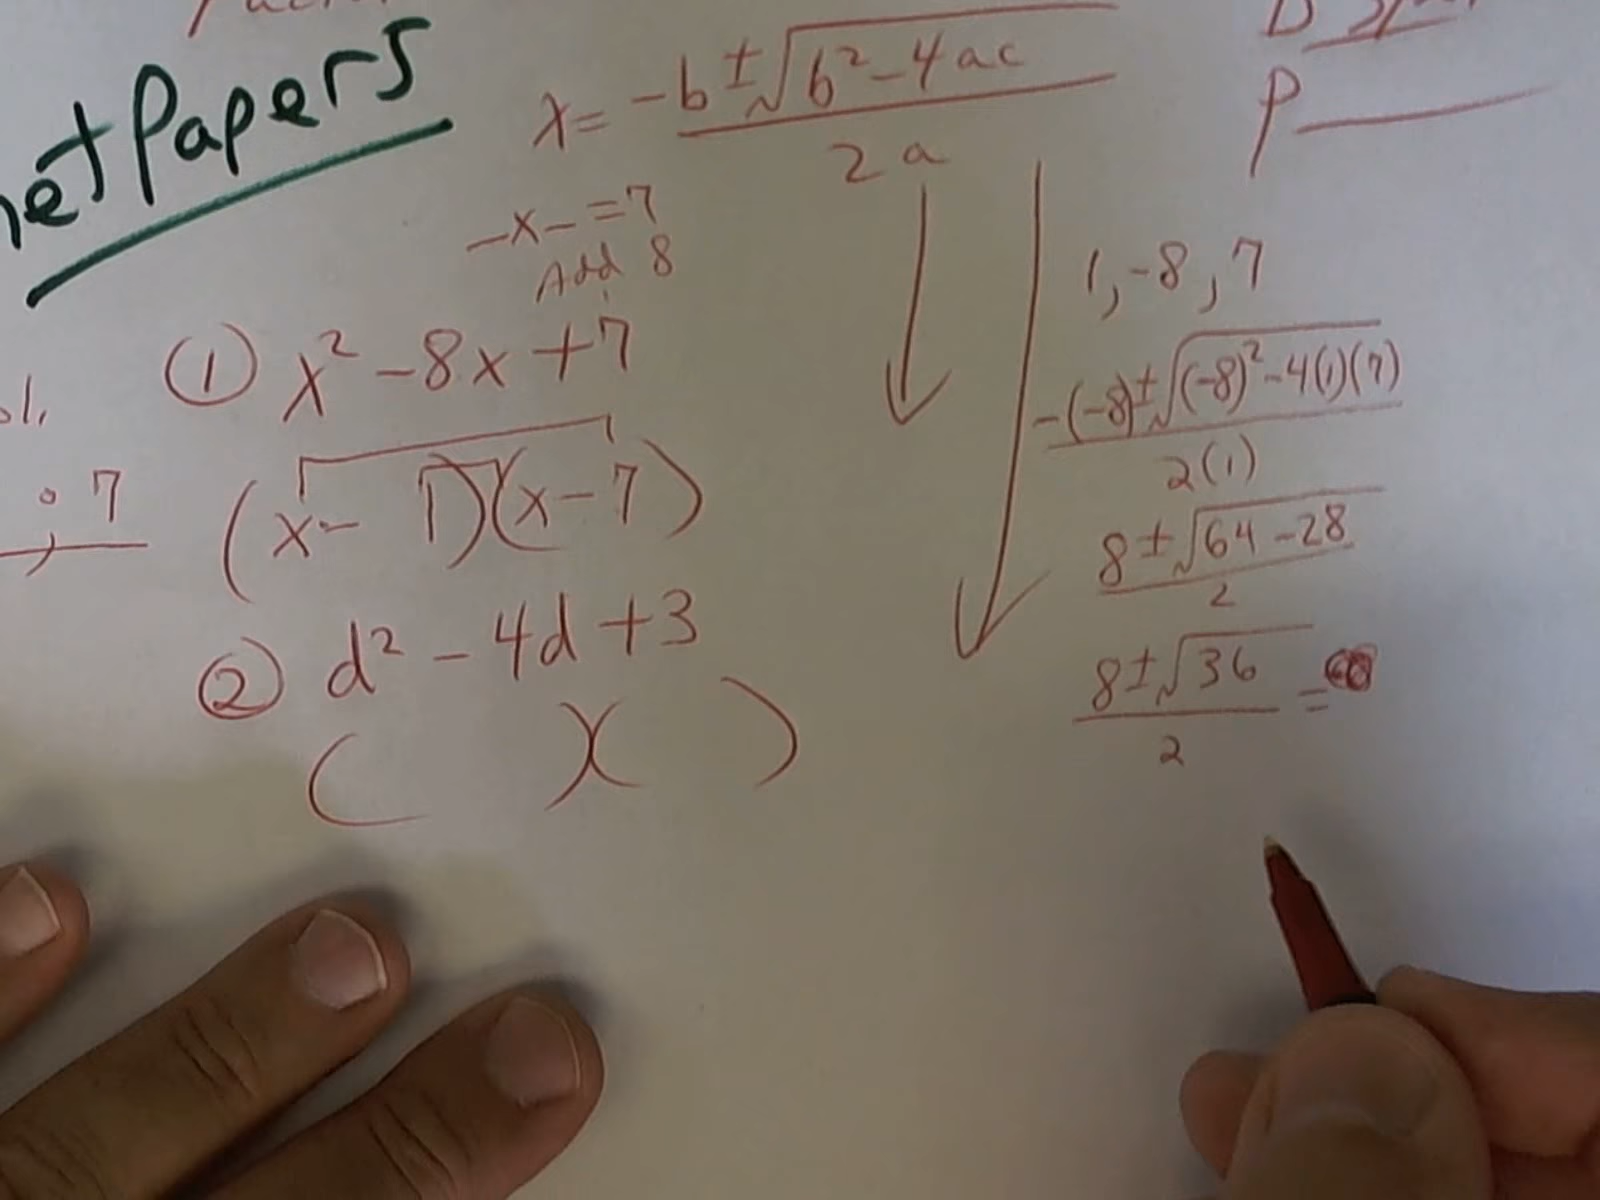 netPapers
x = -b ± √b² - 4ac
2a
P
_ x _ = 7
Add 8
① x² - 8x + 7
; 7
(x - 1)(x - 7)
② d² - 4d + 3
( )( )
1, -8, 7
-(-8) ± √(-8)² - 4(1)(7)
2(1)
8 ± √64 - 28
2
8 ± √36 =
2